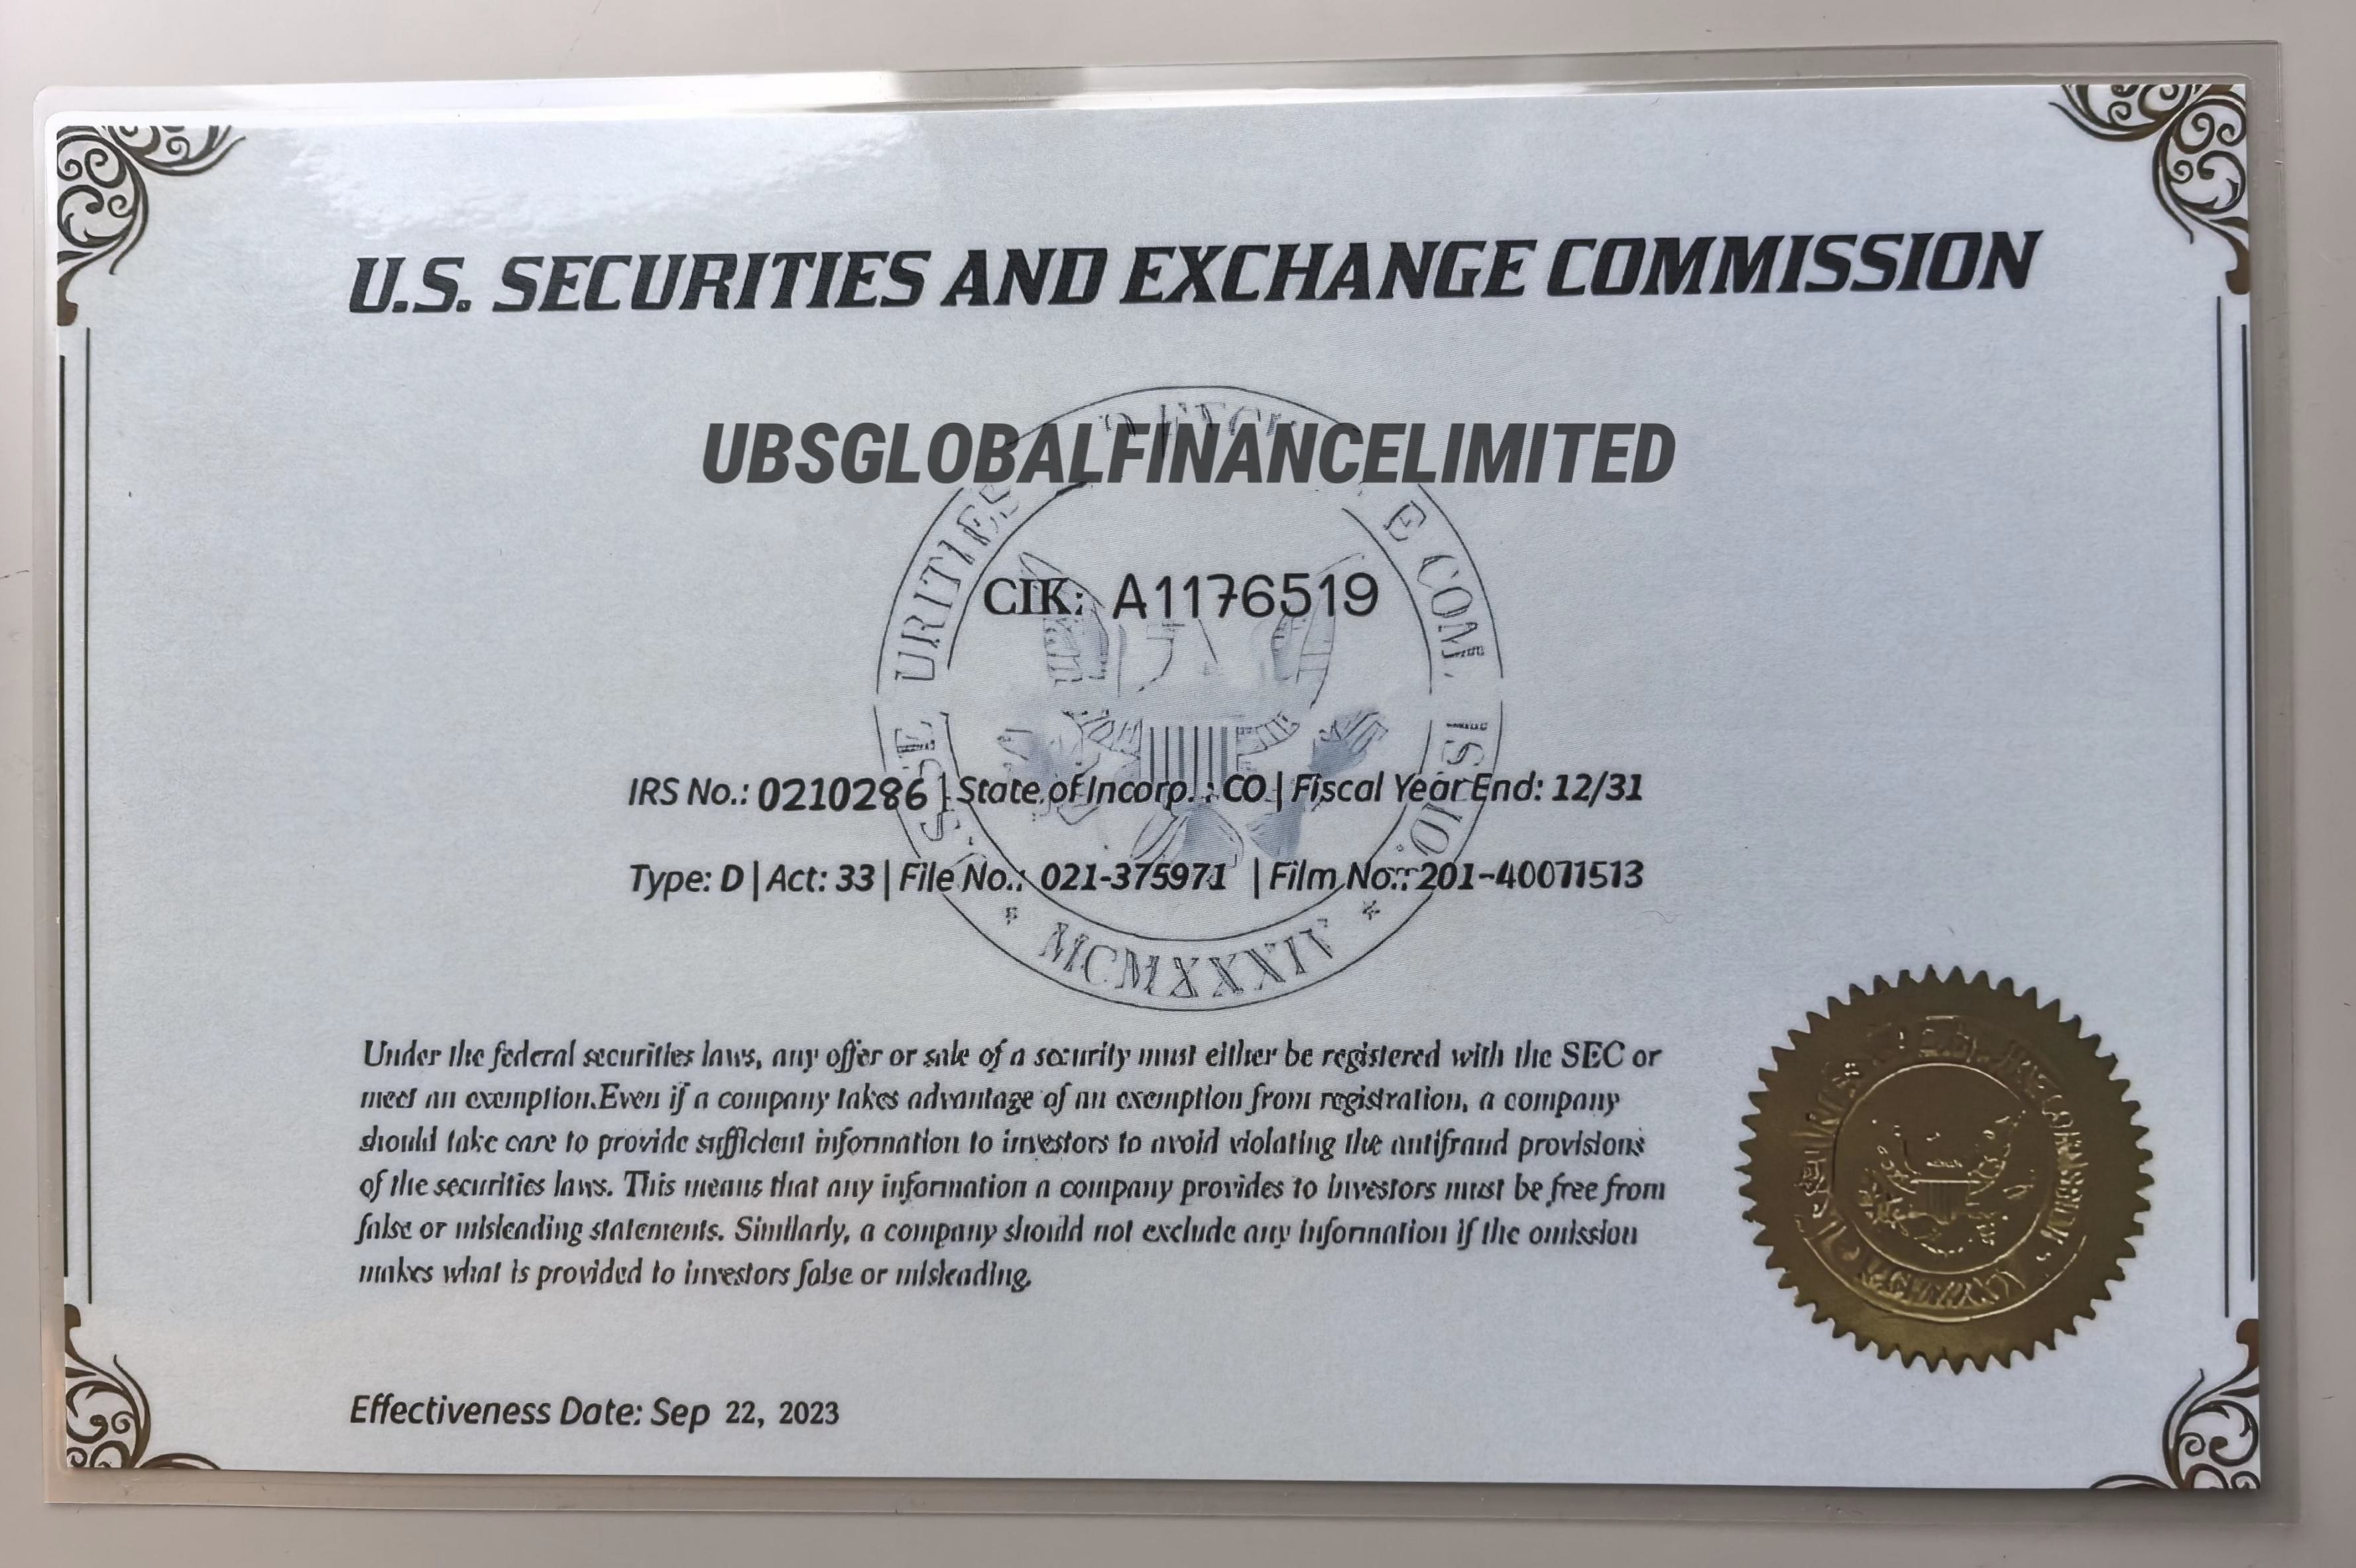 U.S. SECURITIES AND EXCHANGE COMMISSION
UBSGLOBALFINANCELIMITED
CIK: A1176519
IRS No.: 0210286 | State of Incorp. : CO | Fiscal Year End: 12/31
Type: D | Act: 33 | File No.: 021-375971 | Film No.: 201-40071513
MCMXXXIV
Under the federal securities laws, any offer or sale of a security must either be registered with the SEC or
meet an exemption.Even if a company takes advantage of an exemption from registration, a company
should take care to provide sufficient information to investors to avoid violating the antifraud provisions
of the securities laws. This means that any information a company provides to investors must be free from
false or misleading statements. Similarly, a company should not exclude any information if the omission
makes what is provided to investors false or misleading.
Effectiveness Date: Sep 22, 2023